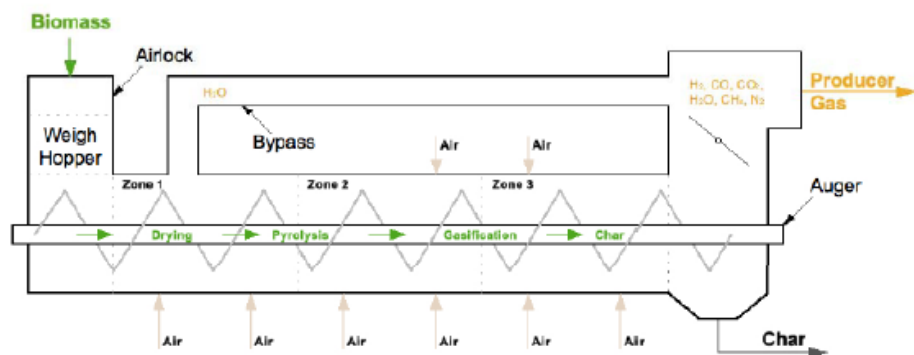 Biomass
Airlock
Weigh
Hopper
H₂O
Bypass
Air
Air
H₂, CO, CO₂,
H₂O, CH₄, N₂
Producer
Gas
Zone 1
Zone 2
Zone 3
Auger
Drying
Pyrolysis
Gasification
Char
Air
Air
Air
Air
Air
Air
Char